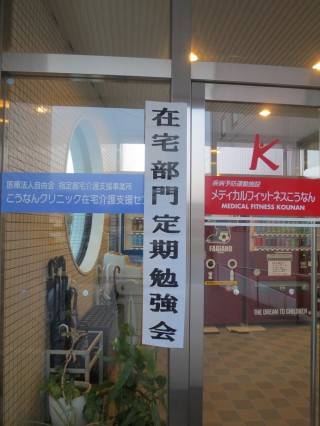 在宅部門定期勉強会
医療法人自由会 指定居宅介護支援事業所
こうなんクリニック在宅介護支援セ
K
疾病予防運動施設
メディカルフィットネスこうなん
MEDICAL FITNESS KOUNAN
FAGIANO
THE DREAM TO CHILDREN